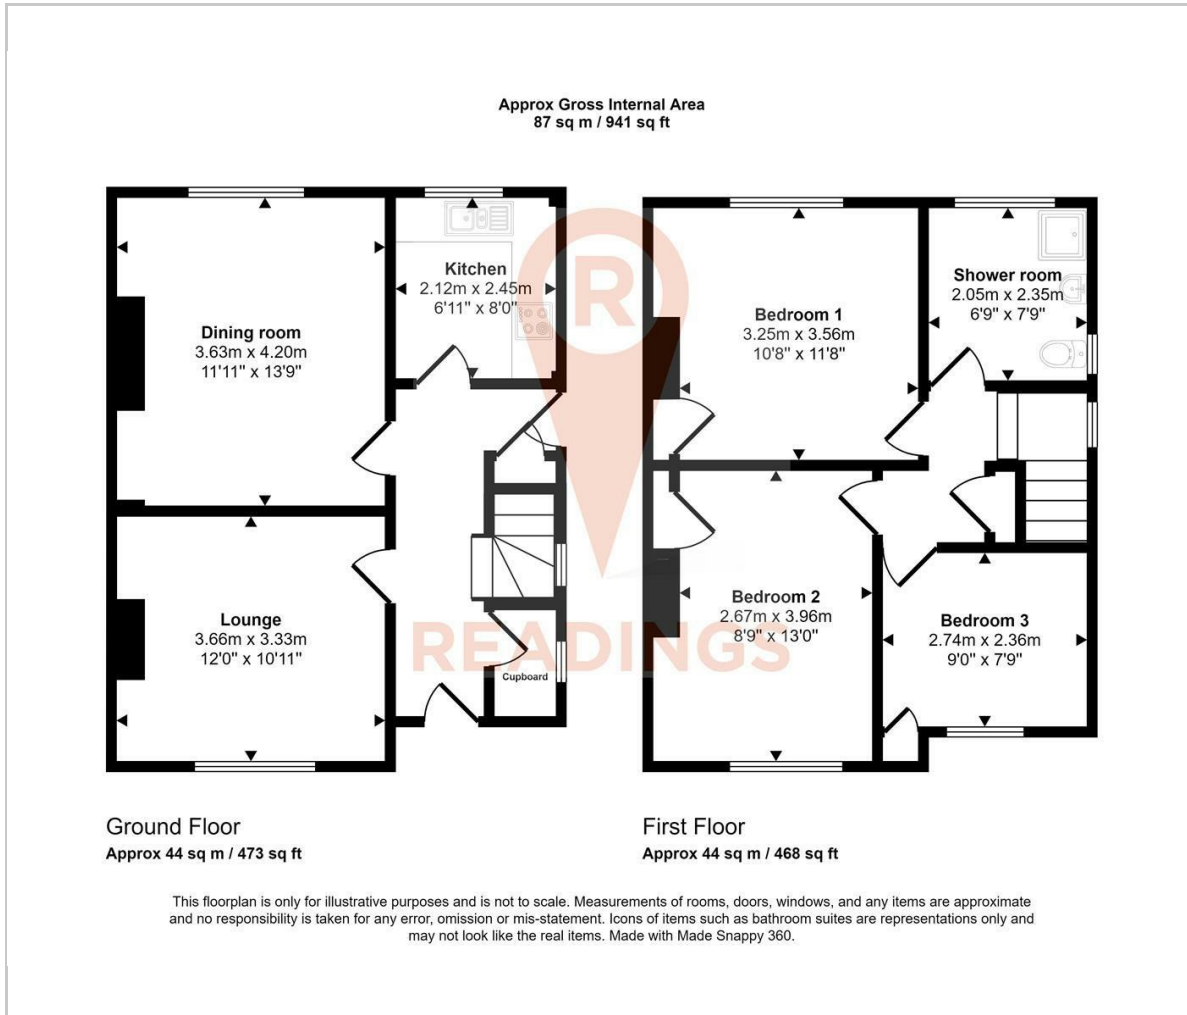 Approx Gross Internal Area
87 sq m / 941 sq ft
Dining room
3.63m x 4.20m
11'11" x 13'9"
Kitchen
2.12m x 2.45m
6'11" x 8'0"
Lounge
3.66m x 3.33m
12'0" x 10'11"
Cupboard
Bedroom 1
3.25m x 3.56m
10'8" x 11'8"
Shower room
2.05m x 2.35m
6'9" x 7'9"
Bedroom 2
2.67m x 3.96m
8'9" x 13'0"
Bedroom 3
2.74m x 2.36m
9'0" x 7'9"
R
READINGS
Ground Floor
Approx 44 sq m / 473 sq ft
First Floor
Approx 44 sq m / 468 sq ft
This floorplan is only for illustrative purposes and is not to scale. Measurements of rooms, doors, windows, and any items are approximate
and no responsibility is taken for any error, omission or mis-statement. Icons of items such as bathroom suites are representations only and
may not look like the real items. Made with Made Snappy 360.